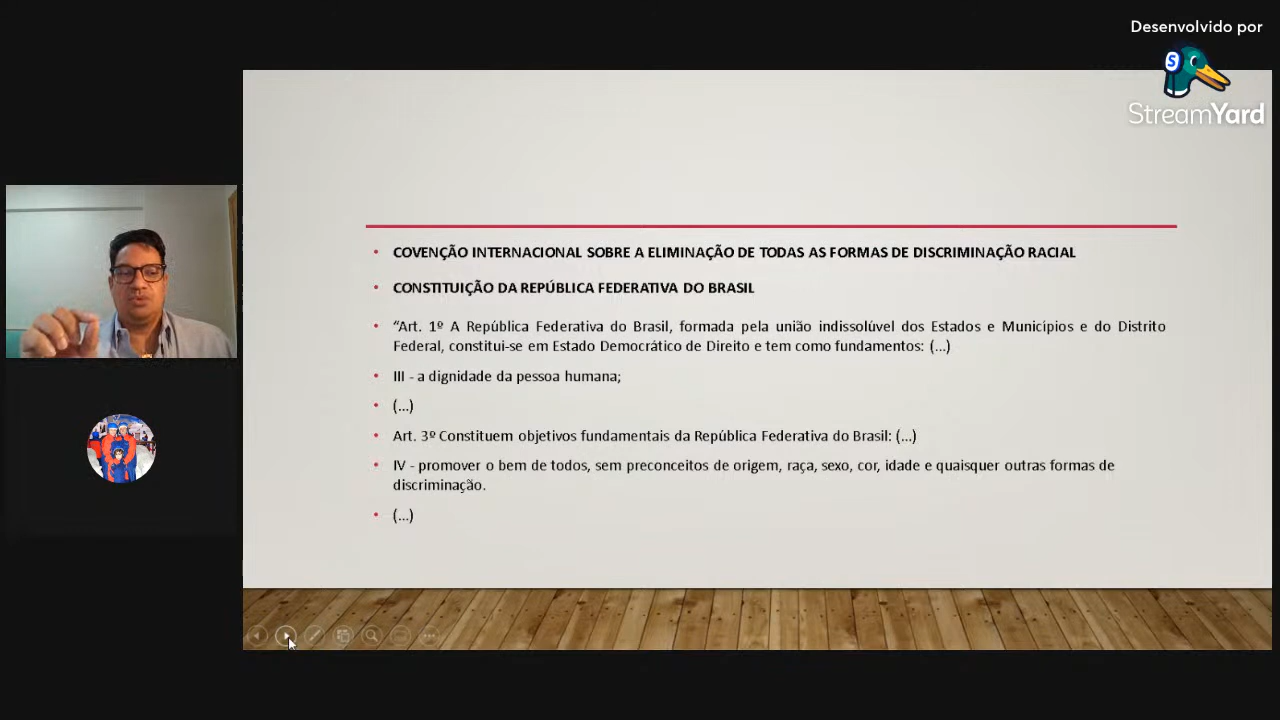 Desenvolvido por
S
StreamYard
• COVENÇÃO INTERNACIONAL SOBRE A ELIMINAÇÃO DE TODAS AS FORMAS DE DISCRIMINAÇÃO RACIAL
• CONSTITUIÇÃO DA REPÚBLICA FEDERATIVA DO BRASIL
• “Art. 1º A República Federativa do Brasil, formada pela união indissolúvel dos Estados e Municípios e do Distrito
Federal, constitui-se em Estado Democrático de Direito e tem como fundamentos: (...)
• III - a dignidade da pessoa humana;
• (...)
• Art. 3º Constituem objetivos fundamentais da República Federativa do Brasil: (...)
• IV - promover o bem de todos, sem preconceitos de origem, raça, sexo, cor, idade e quaisquer outras formas de
discriminação.
• (...)